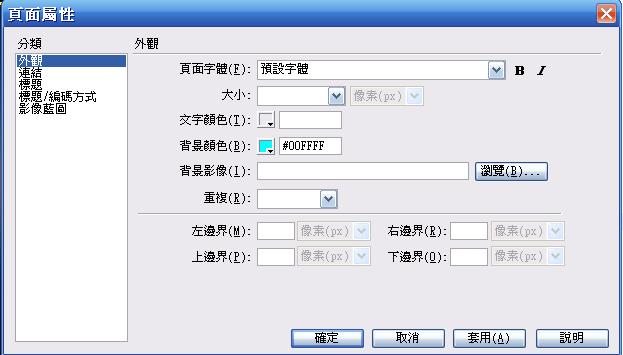 頁面屬性
分類
外觀
連結
標題
標題/編碼方式
影像藍圖
外觀
頁面字體(F): 預設字體 B I
大小: 像素(px)
文字顏色(T):
背景顏色(B): #00FFFF
背景影像(I): 瀏覽(B)...
重複(R):
左邊界(M): 像素(px) 右邊界(R): 像素(px)
上邊界(P): 像素(px) 下邊界(O): 像素(px)
確定 取消 套用(A) 說明